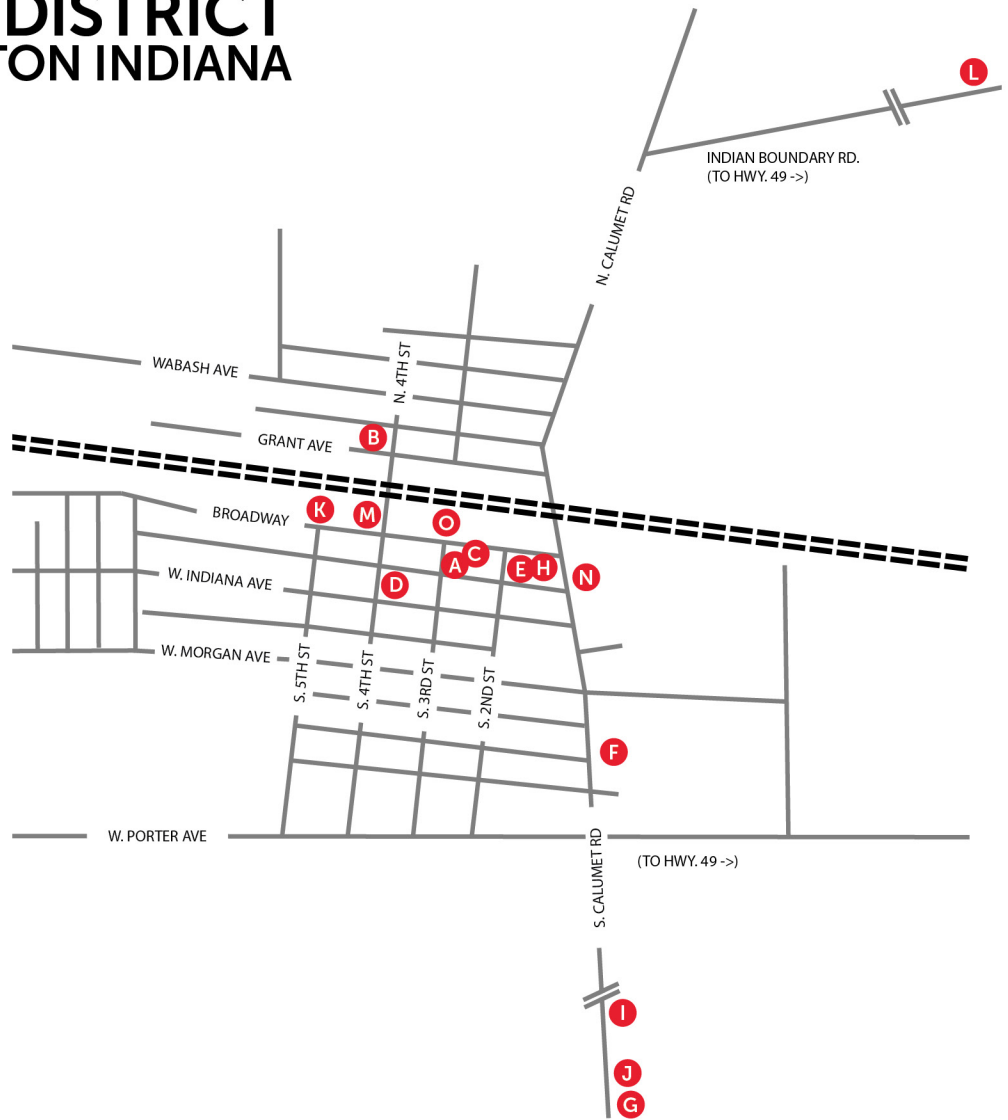 DISTRICT
TON INDIANA
L
INDIAN BOUNDARY RD.
(TO HWY. 49 ->)
N. CALUMET RD
WABASH AVE
N. 4TH ST
B
GRANT AVE
K
M
O
BROADWAY
C
A
E
H
N
W. INDIANA AVE
D
W. MORGAN AVE
S. 5TH ST
S. 4TH ST
S. 3RD ST
S. 2ND ST
F
W. PORTER AVE
S. CALUMET RD
(TO HWY. 49 ->)
I
J
G